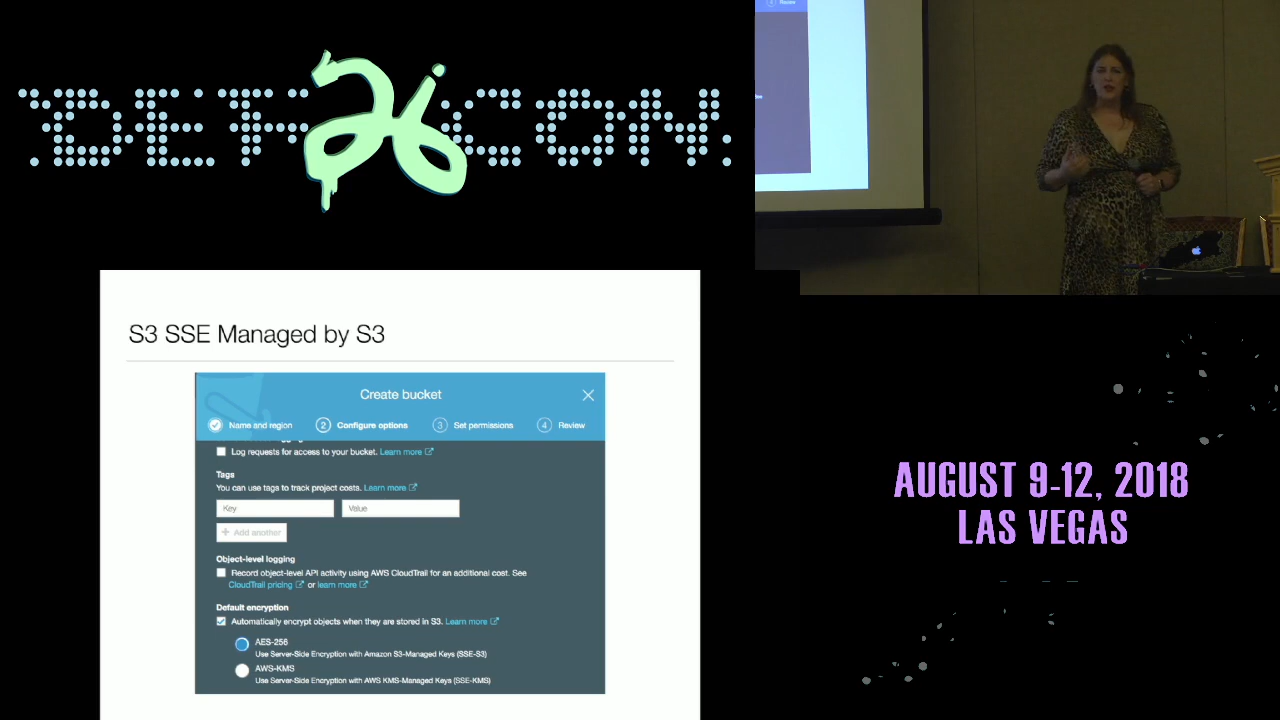 DEF 26 CON
Review
S3 SSE Managed by S3
Create bucket
Name and region
2 Configure options
3 Set permissions
4 Review
Log requests for access to your bucket. Learn more
Tags
You can use tags to track project costs. Learn more
Key
Value
+ Add another
Object-level logging
Record object-level API activity using AWS CloudTrail for an additional cost. See
CloudTrail pricing or learn more
Default encryption
Automatically encrypt objects when they are stored in S3. Learn more
AES-256
Use Server-Side Encryption with Amazon S3-Managed Keys (SSE-S3)
AWS-KMS
Use Server-Side Encryption with AWS KMS-Managed Keys (SSE-KMS)
AUGUST 9-12, 2018
LAS VEGAS